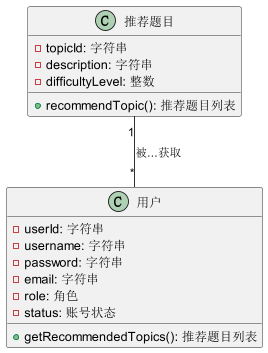 C 推荐题目
topicId: 字符串
description: 字符串
difficultyLevel: 整数
recommendTopic(): 推荐题目列表
1
被...获取
*
C 用户
userId: 字符串
username: 字符串
password: 字符串
email: 字符串
role: 角色
status: 账号状态
getRecommendedTopics(): 推荐题目列表